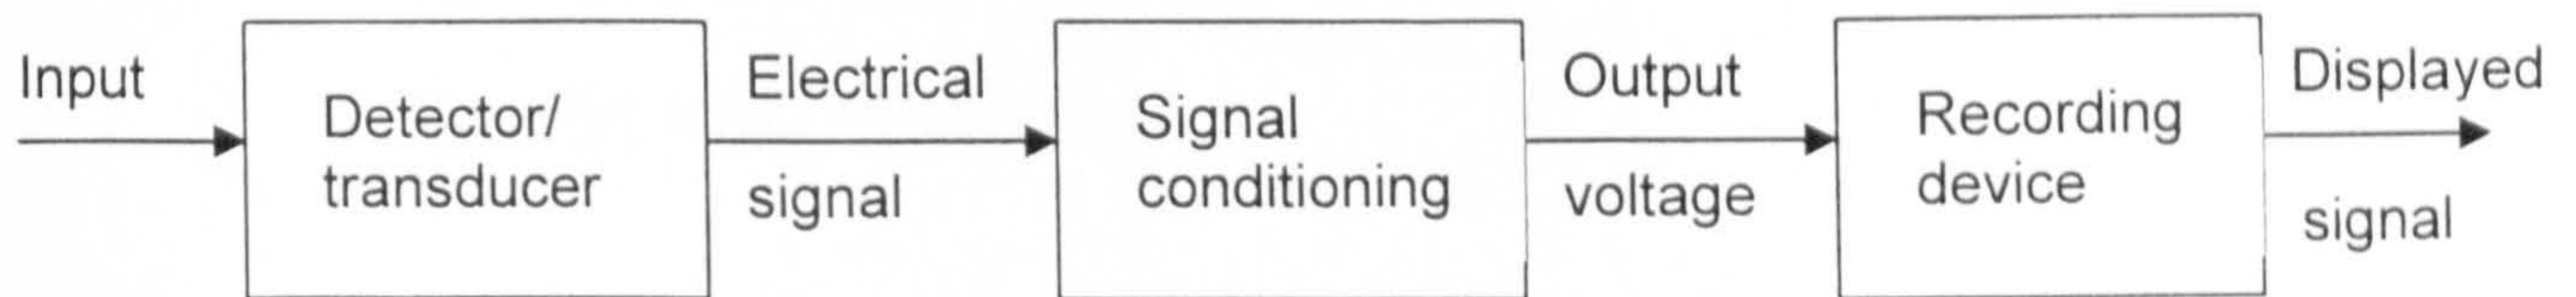 Input
Detector/
transducer
Electrical
signal
Signal
conditioning
Output
voltage
Recording
device
Displayed
signal